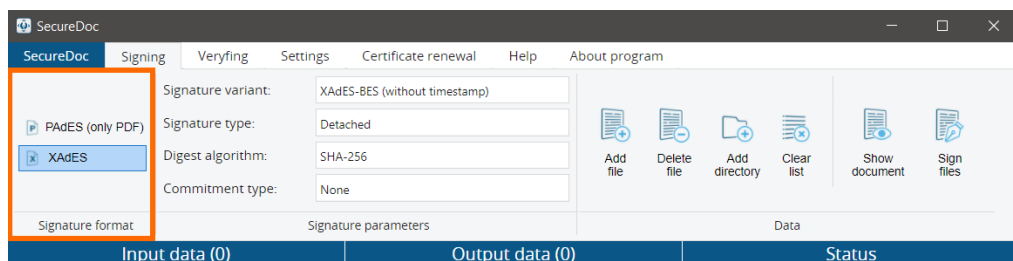 SecureDoc
SecureDoc Signing Veryfing Settings Certificate renewal Help About program
PAdES (only PDF)
XAdES
Signature format
Signature variant: XAdES-BES (without timestamp)
Signature type: Detached
Digest algorithm: SHA-256
Commitment type: None
Signature parameters
Add file
Delete file
Add directory
Clear list
Show document
Sign files
Data
Input data (0) Output data (0) Status